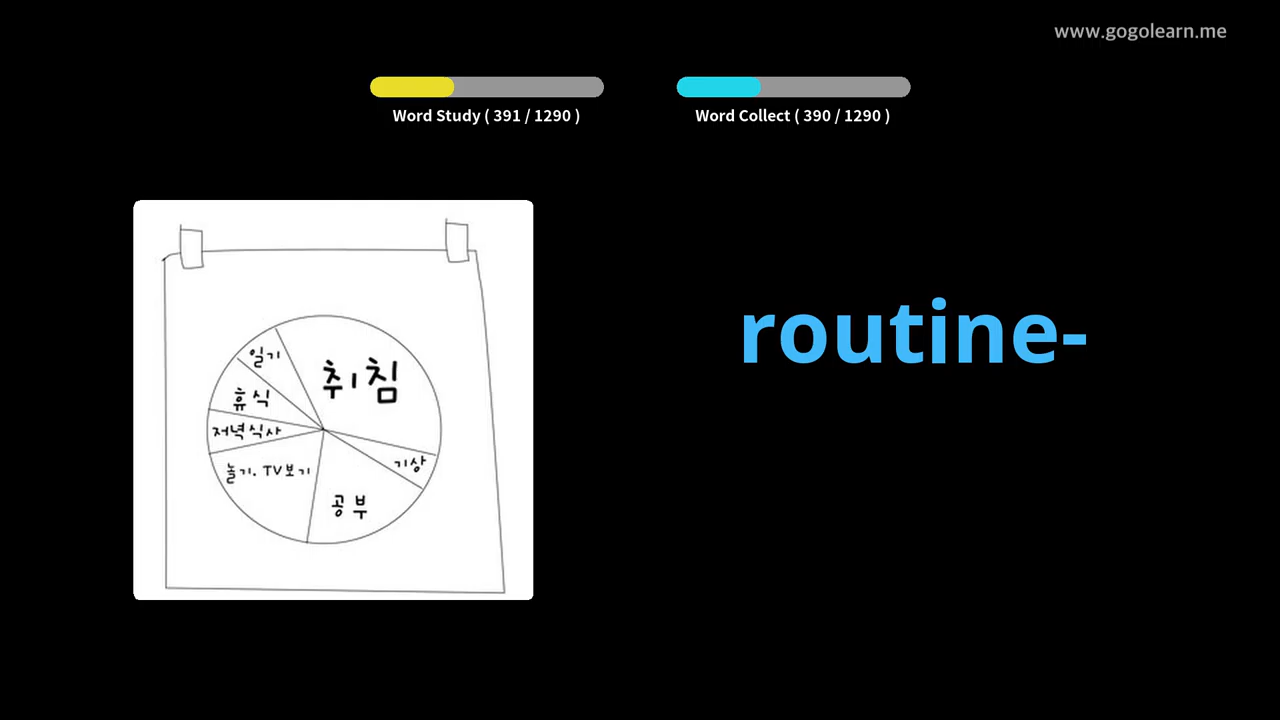 www.gogolearn.me
Word Study ( 391 / 1290 )
Word Collect ( 390 / 1290 )
일기
취침
휴식
저녁식사
놀기. TV보기
기상
공부
routine-